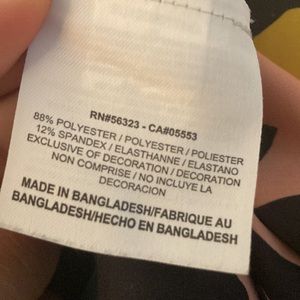 RN#56323 - CA#05553
88% POLYESTER / POLYESTER / POLIESTER
12% SPANDEX / ELASTHANNE / ELASTANO
EXCLUSIVE OF DECORATION / DECORATION
NON COMPRISE / NO INCLUYE LA
DECORACION
MADE IN BANGLADESH/FABRIQUE AU
BANGLADESH/HECHO EN BANGLADESH